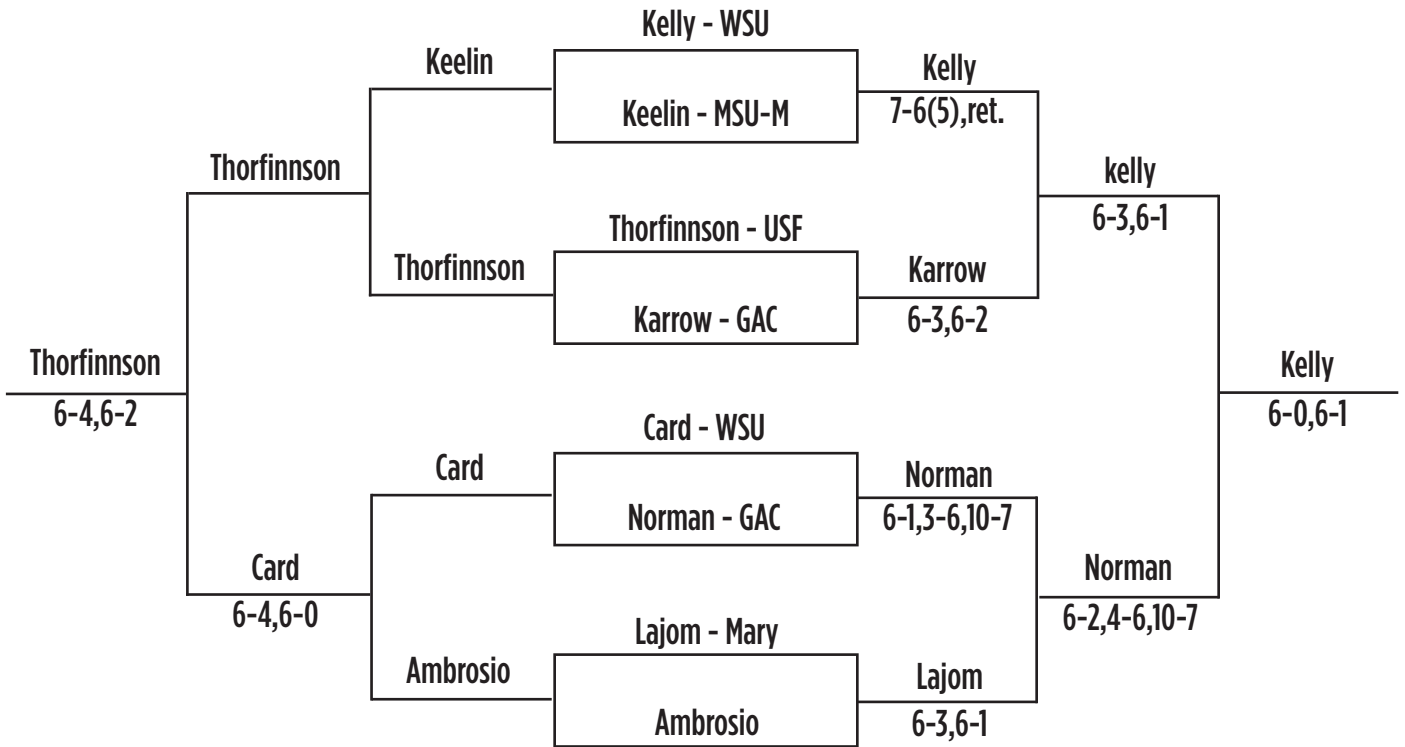 Kelly - WSU
Keelin
Kelly
Keelin - MSU-M
7-6(5),ret.
Thorfinnson
kelly
6-3,6-1
Thorfinnson - USF
Thorfinnson
Karrow
Karrow - GAC
6-3,6-2
Thorfinnson
6-4,6-2
Kelly
6-0,6-1
Card - WSU
Card
Norman
Norman - GAC
6-1,3-6,10-7
Card
6-4,6-0
Norman
6-2,4-6,10-7
Lajom - Mary
Ambrosio
Lajom
Ambrosio
6-3,6-1